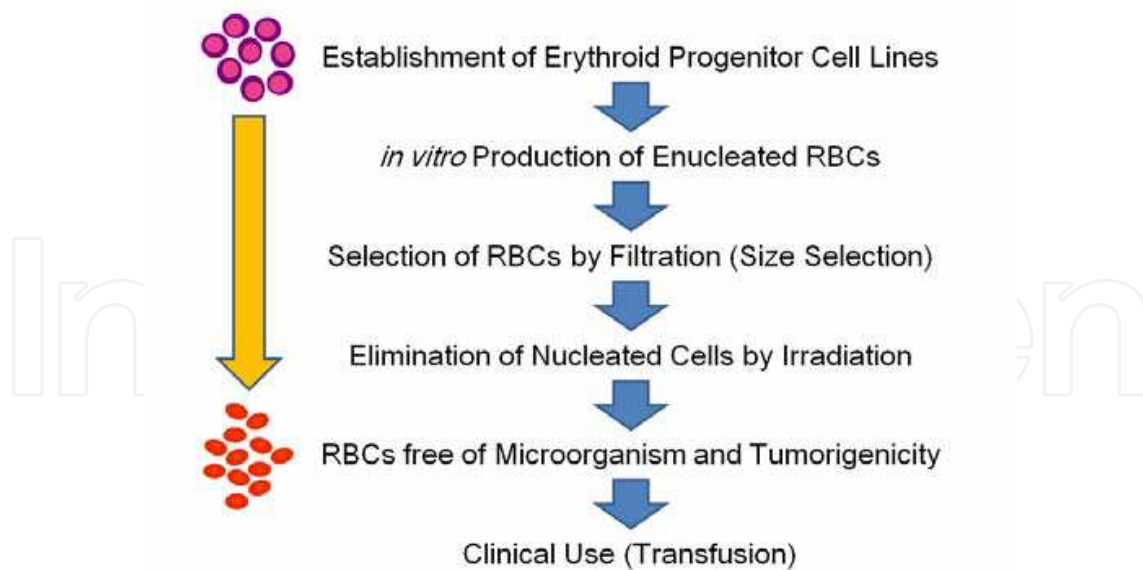 Establishment of Erythroid Progenitor Cell Lines
in vitro Production of Enucleated RBCs
Selection of RBCs by Filtration (Size Selection)
Elimination of Nucleated Cells by Irradiation
RBCs free of Microorganism and Tumorigenicity
Clinical Use (Transfusion)